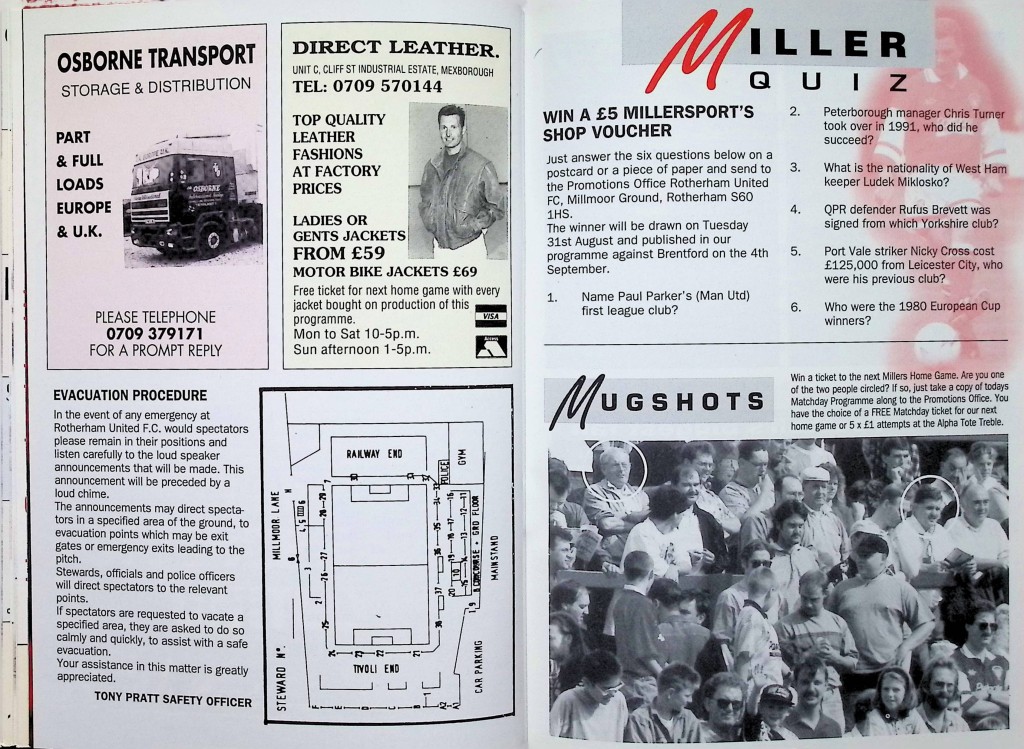 OSBORNE TRANSPORT
STORAGE & DISTRIBUTION
PART
& FULL
LOADS
EUROPE
& U.K.
OSBORNE
PLEASE TELEPHONE
0709 379171
FOR A PROMPT REPLY
DIRECT LEATHER.
UNIT C, CLIFF ST INDUSTRIAL ESTATE, MEXBOROUGH
TEL: 0709 570144
TOP QUALITY
LEATHER
FASHIONS
AT FACTORY
PRICES
LADIES OR
GENTS JACKETS
FROM £59
MOTOR BIKE JACKETS £69
Free ticket for next home game with every
jacket bought on production of this
programme.
Mon to Sat 10-5p.m.
Sun afternoon 1-5p.m.
VISA
Access
EVACUATION PROCEDURE
In the event of any emergency at
Rotherham United F.C. would spectators
please remain in their positions and
listen carefully to the loud speaker
announcements that will be made. This
announcement will be preceded by a
loud chime.
The announcements may direct specta-
tors in a specified area of the ground, to
evacuation points which may be exit
gates or emergency exits leading to the
pitch.
Stewards, officials and police officers
will direct spectators to the relevant
points.
If spectators are requested to vacate a
specified area, they are asked to do so
calmly and quickly, to assist with a safe
evacuation.
Your assistance in this matter is greatly
appreciated.
TONY PRATT SAFETY OFFICER
RAILWAY END
POLICE
GYM
MILLMOOR LANE
MAINSTAND
STEWARD Nº
TIVOLI END
CAR PARKING
MILLER
QUIZ
WIN A £5 MILLERSPORT'S
SHOP VOUCHER
Just answer the six questions below on a
postcard or a piece of paper and send to
the Promotions Office Rotherham United
FC, Millmoor Ground, Rotherham S60
1HS.
The winner will be drawn on Tuesday
31st August and published in our
programme against Brentford on the 4th
September.
1. Name Paul Parker's (Man Utd)
first league club?
2. Peterborough manager Chris Turner
took over in 1991, who did he
succeed?
3. What is the nationality of West Ham
keeper Ludek Miklosko?
4. QPR defender Rufus Brevett was
signed from which Yorkshire club?
5. Port Vale striker Nicky Cross cost
£125,000 from Leicester City, who
were his previous club?
6. Who were the 1980 European Cup
winners?
MUGSHOTS
Win a ticket to the next Millers Home Game. Are you one
of the two people circled? If so, just take a copy of todays
Matchday Programme along to the Promotions Office. You
have the choice of a FREE Matchday ticket for our next
home game or 5 x £1 attempts at the Alpha Tote Treble.